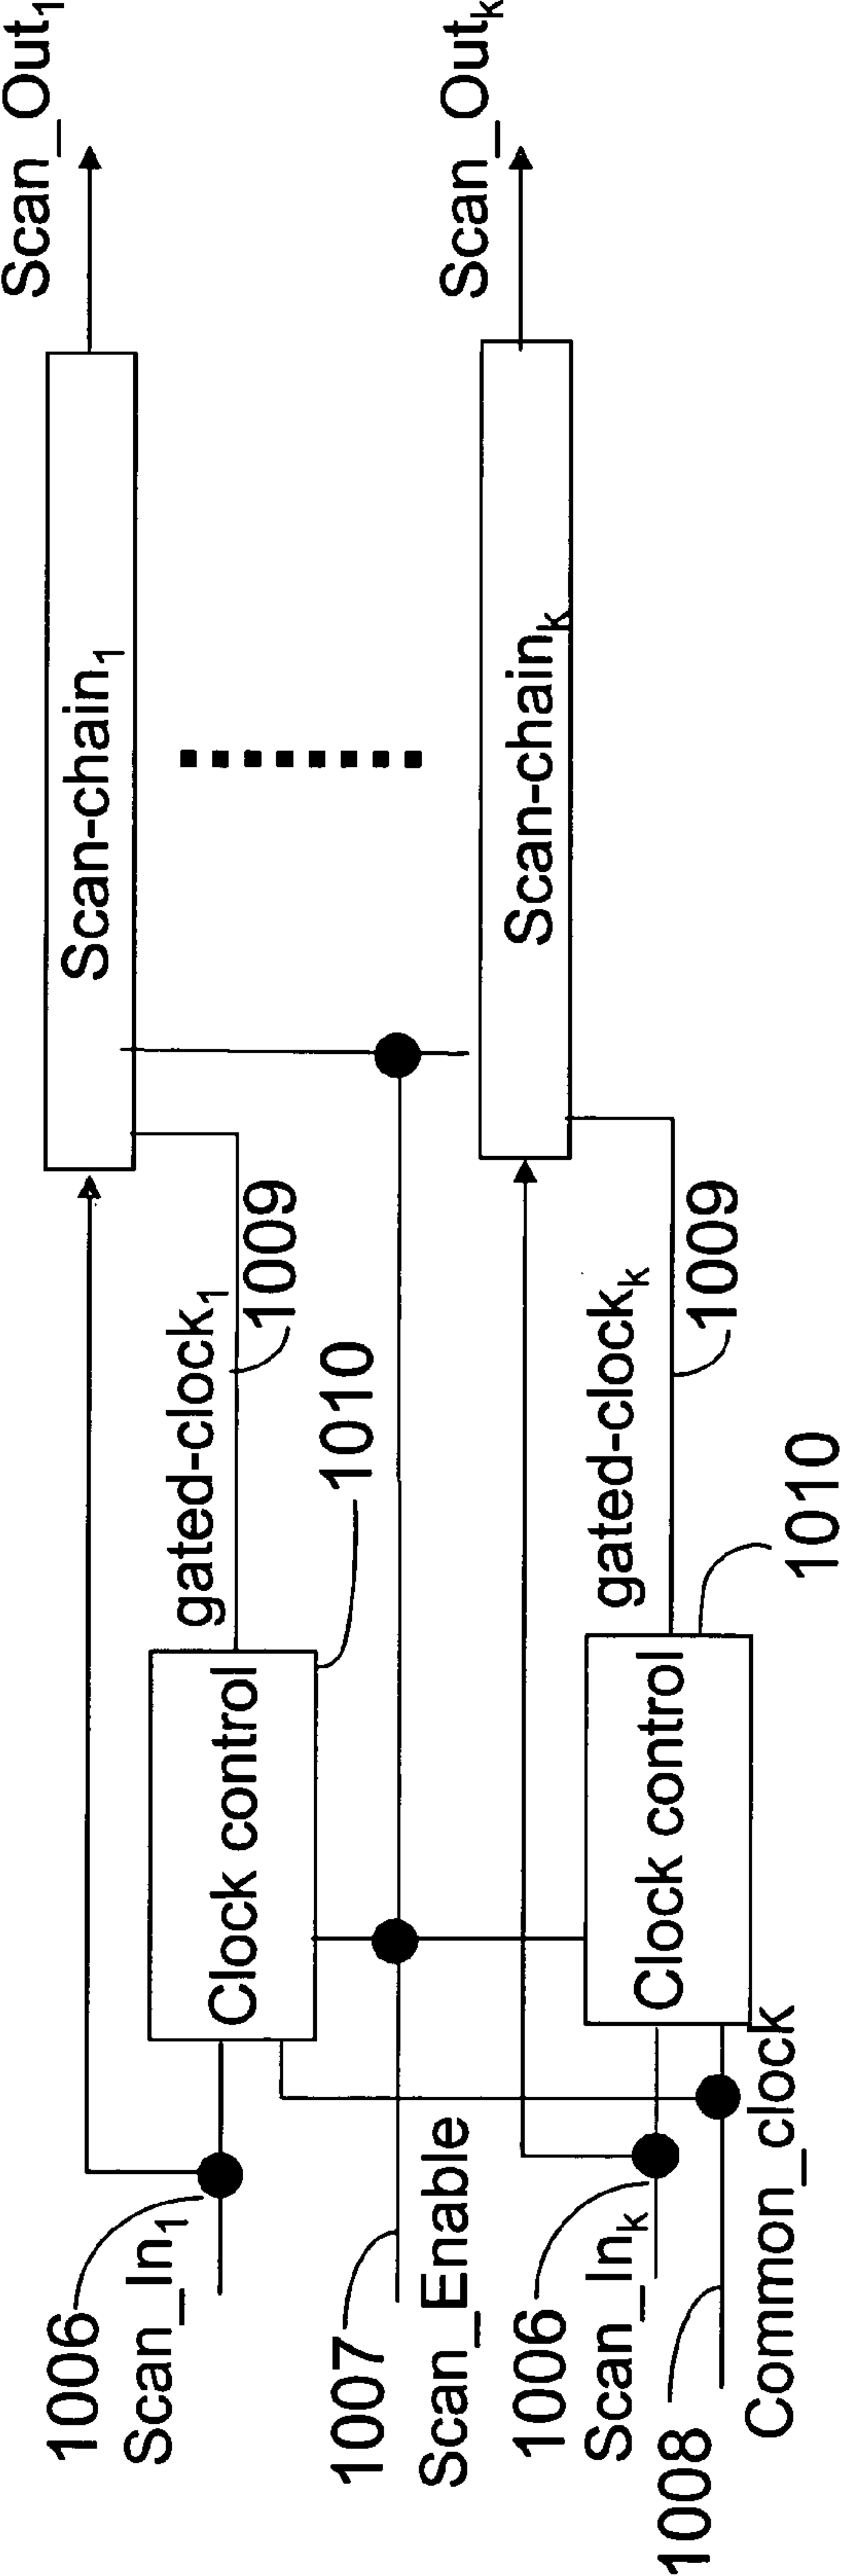 1006
Scan_In1
Clock control
gated-clock1
1009
1010
Scan-chain1
Scan_Out1
1007
Scan_Enable
1006
Scan_Ink
1008
Common_clock
Clock control
gated-clockk
1009
1010
Scan-chaink
Scan_Outk